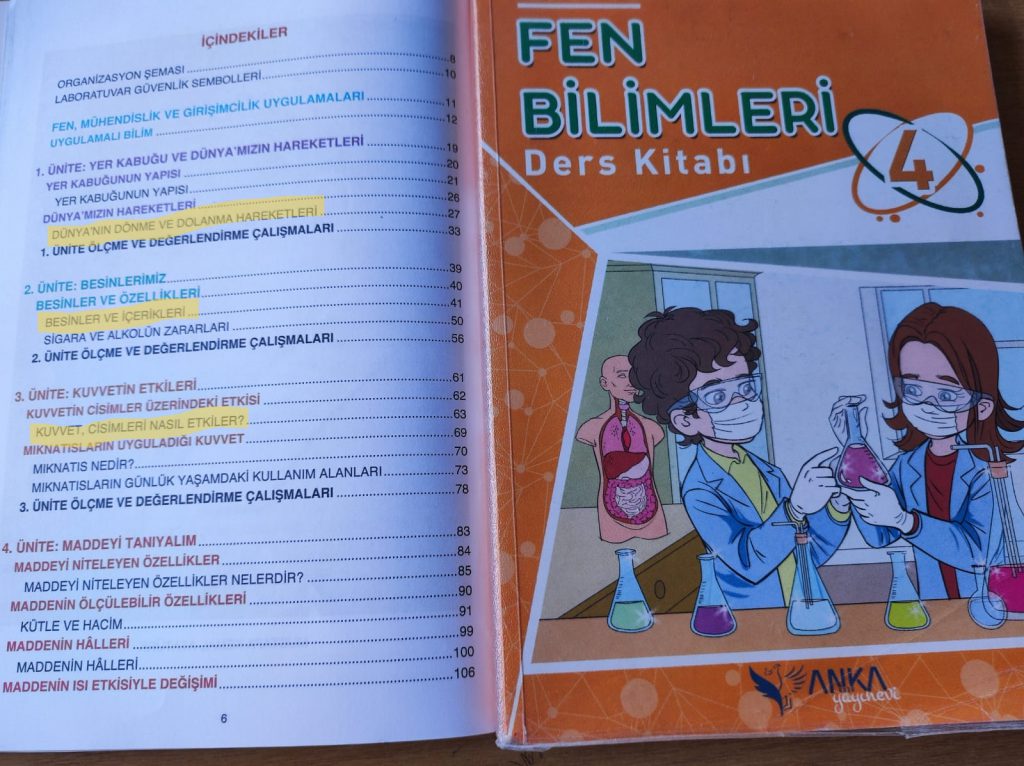 İÇİNDEKİLER
ORGANİZASYON ŞEMASI 8
LABORATUVAR GÜVENLİK SEMBOLLERİ 10
FEN, MÜHENDİSLİK VE GİRİŞİMCİLİK UYGULAMALARI 11
UYGULAMALI BİLİM 12
1. ÜNİTE: YER KABUĞU VE DÜNYA'MIZIN HAREKETLERİ 19
YER KABUĞUNUN YAPISI 20
YER KABUĞUNUN YAPISI 21
DÜNYA'MIZIN HAREKETLERİ 26
DÜNYA'NIN DÖNME VE DOLANMA HAREKETLERİ 27
1. ÜNİTE ÖLÇME VE DEĞERLENDİRME ÇALIŞMALARI 33
2. ÜNİTE: BESİNLERİMİZ 39
BESİNLER VE ÖZELLİKLERİ 40
BESİNLER VE İÇERİKLERİ 41
SİGARA VE ALKOLÜN ZARARLARI 50
2. ÜNİTE ÖLÇME VE DEĞERLENDİRME ÇALIŞMALARI 56
3. ÜNİTE: KUVVETİN ETKİLERİ 61
KUVVETİN CİSİMLER ÜZERİNDEKİ ETKİSİ 62
KUVVET, CİSİMLERİ NASIL ETKİLER? 63
MIKNATISLARIN UYGULADIĞI KUVVET 69
MIKNATIS NEDİR? 70
MIKNATISLARIN GÜNLÜK YAŞAMDAKİ KULLANIM ALANLARI 73
3. ÜNİTE ÖLÇME VE DEĞERLENDİRME ÇALIŞMALARI 78
4. ÜNİTE: MADDEYİ TANIYALIM 83
MADDEYİ NİTELEYEN ÖZELLİKLER 84
MADDEYİ NİTELEYEN ÖZELLİKLER NELERDİR? 85
MADDENİN ÖLÇÜLEBİLİR ÖZELLİKLERİ 90
KÜTLE VE HACİM 91
MADDENİN HÂLLERİ 99
MADDENİN HÂLLERİ 100
MADDENİN ISI ETKİSİYLE DEĞİŞİMİ 106
6
FEN
BİLİMLERİ
Ders Kitabı
4
ANKA
yayınevi